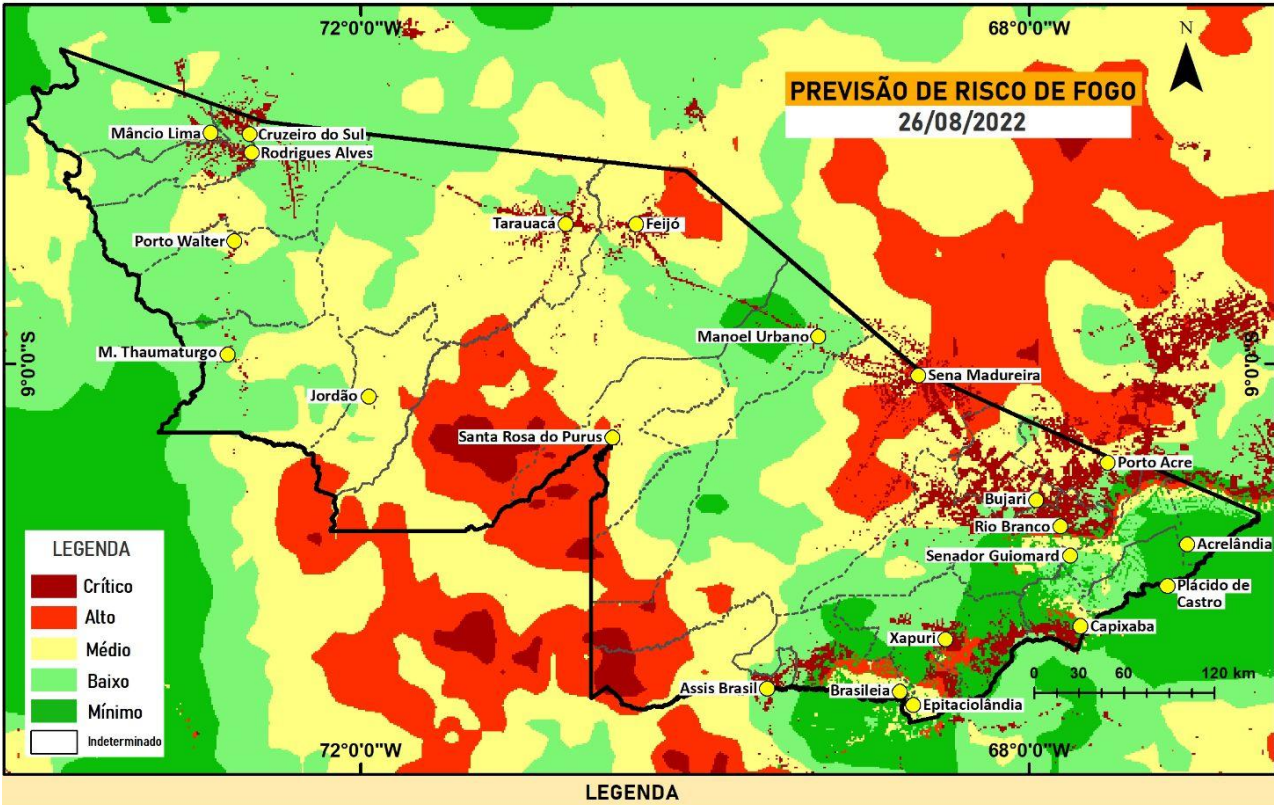 72°0'0"W
68°0'0"W
N
PREVISÃO DE RISCO DE FOGO
26/08/2022
Mâncio Lima
Cruzeiro do Sul
Rodrigues Alves
Tarauacá
Feijó
Porto Walter
Manoel Urbano
M. Thaumaturgo
9°0'0"S
9°0'0"S
Sena Madureira
Jordão
Santa Rosa do Purus
Porto Acre
Bujari
Rio Branco
Acrelândia
Senador Guiomard
Plácido de
Castro
Capixaba
Xapuri
Assis Brasil
Brasileia
Epitaciolândia
0 30 60 120 km
LEGENDA
Crítico
Alto
Médio
Baixo
Mínimo
Indeterminado
72°0'0"W
68°0'0"W
LEGENDA